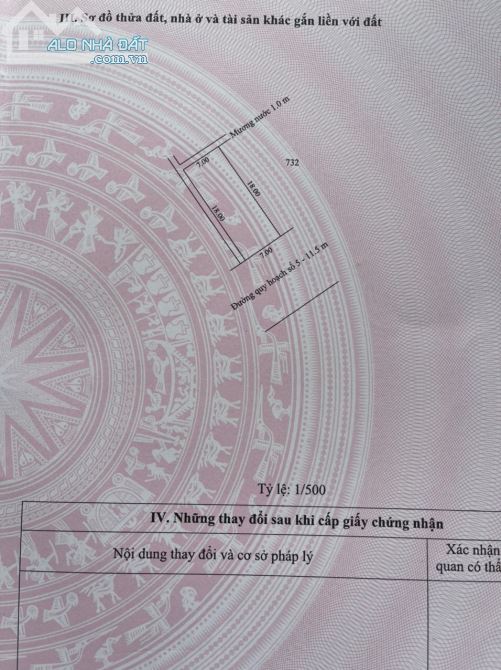 III. Sơ đồ thửa đất, nhà ở và tài sản khác gắn liền với đất
ALO NHÀ ĐẤT
.com.vn
Mương nước 1.0 m
7.00
732
18.00
18.00
7.00
Đường quy hoạch số 5 - 11.5 m
Tỷ lệ: 1/500
IV. Những thay đổi sau khi cấp giấy chứng nhận
Nội dung thay đổi và cơ sở pháp lý
Xác nhận
quan có thẩ